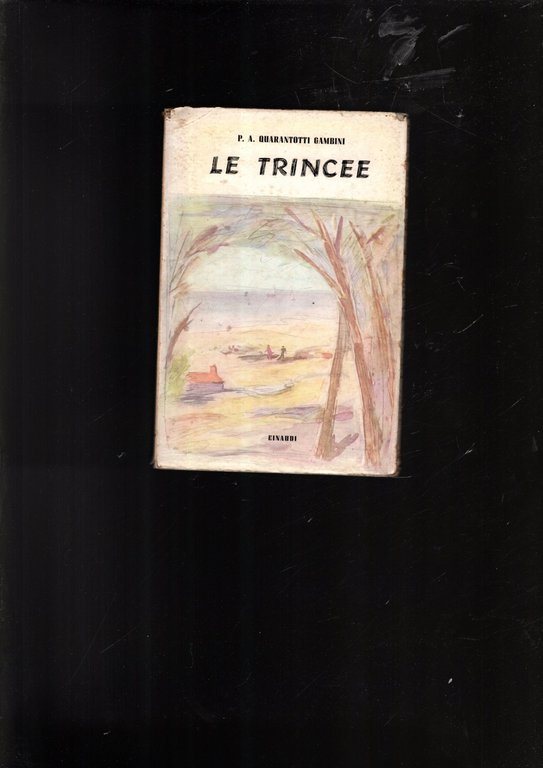 P. A. QUARANTOTTI GAMBINI
LE TRINCEE
EINAUDI